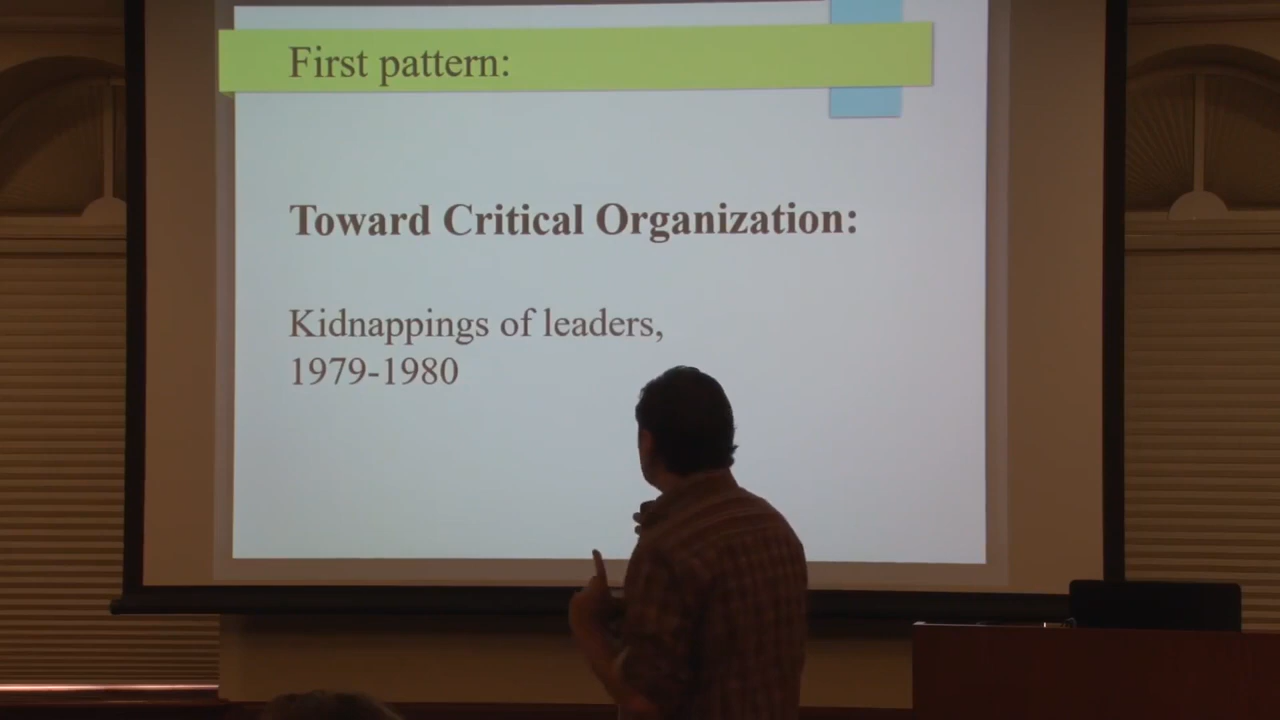 First pattern:
Toward Critical Organization:
Kidnappings of leaders,
1979-1980